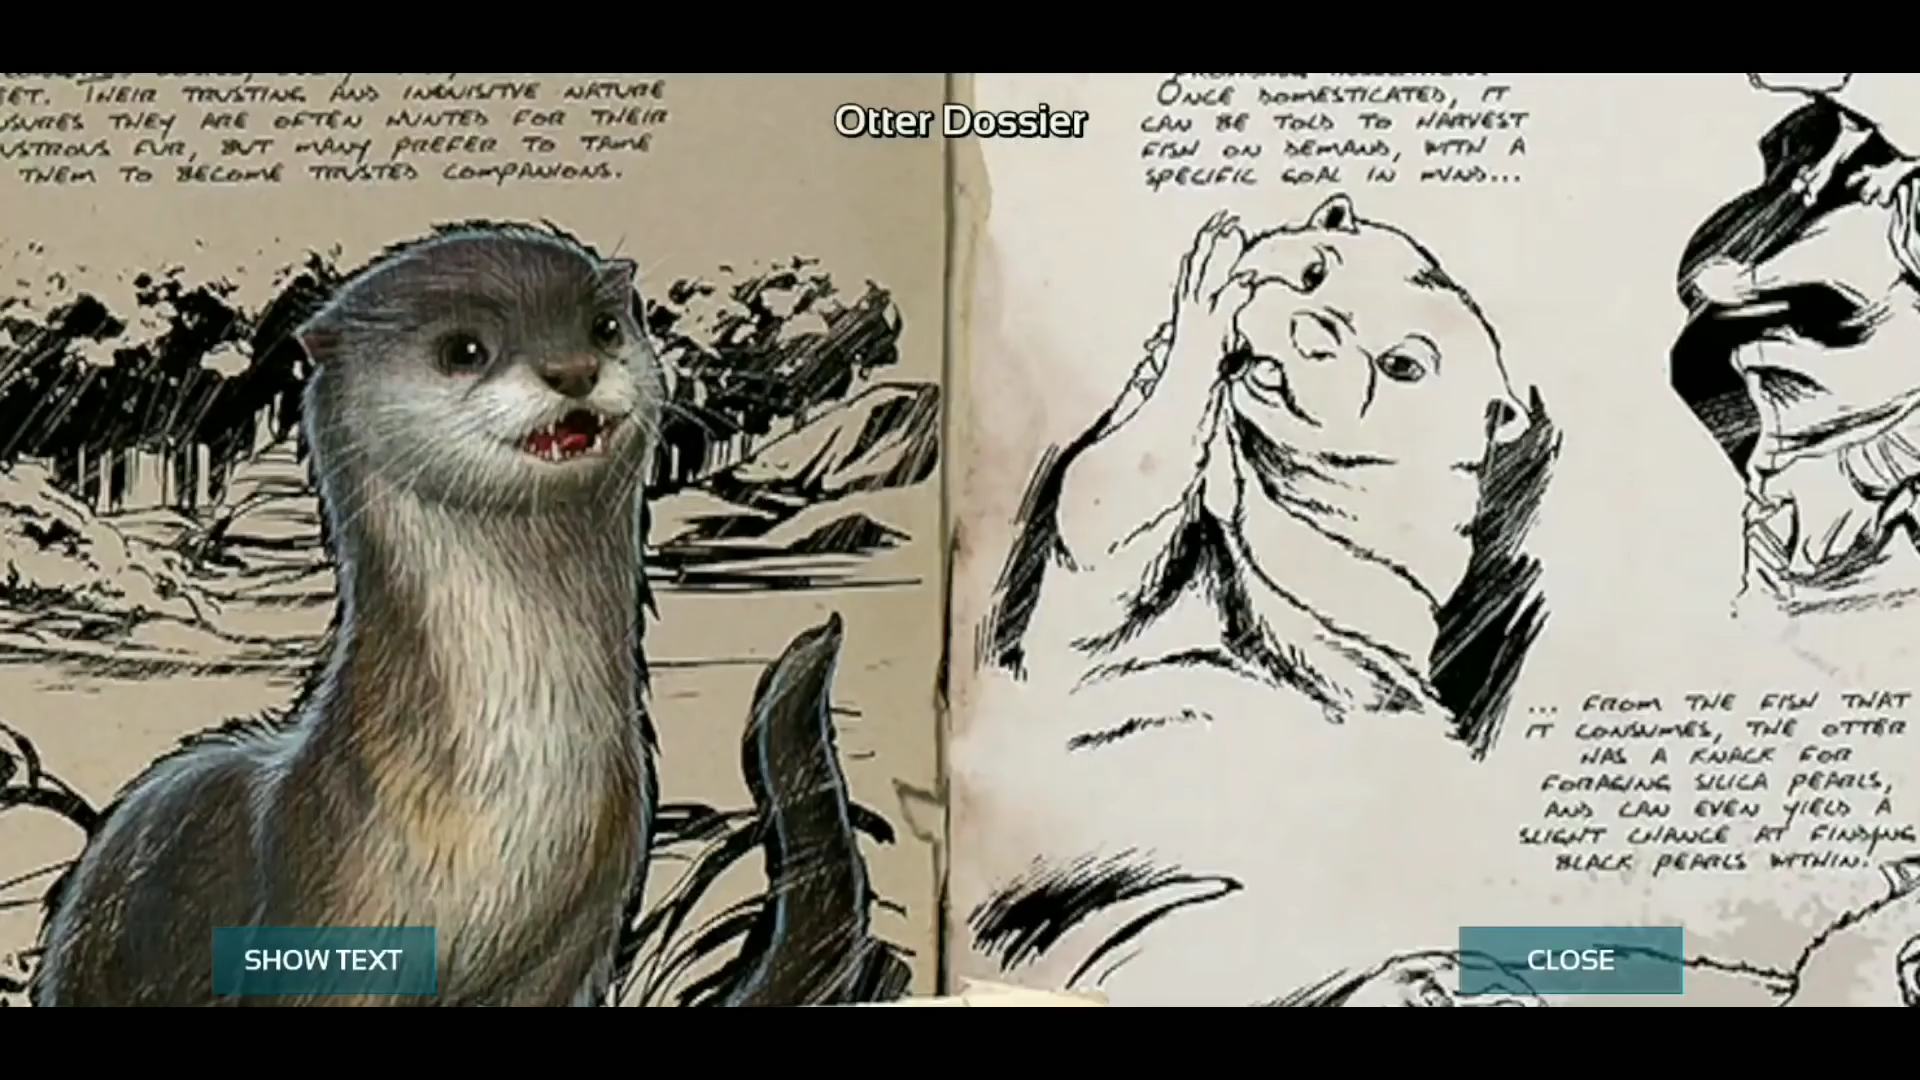 Otter Dossier
EET. THEIR TRUSTING AND INQUISITIVE NATURE
NSURES THEY ARE OFTEN HUNTED FOR THEIR
USTROUS FUR, BUT MANY PREFER TO TAME
THEM TO BECOME TRUSTED COMPANIONS.
ONCE DOMESTICATED, IT
CAN BE TOLD TO HARVEST
FISH ON DEMAND, WITH A
SPECIFIC GOAL IN MIND...
... FROM THE FISH THAT
IT CONSUMES, THE OTTER
HAS A KNACK FOR
FORAGING SILICA PEARLS,
AND CAN EVEN YIELD A
SLIGHT CHANCE AT FINDING
BLACK PEARLS WITHIN.
SHOW TEXT
CLOSE